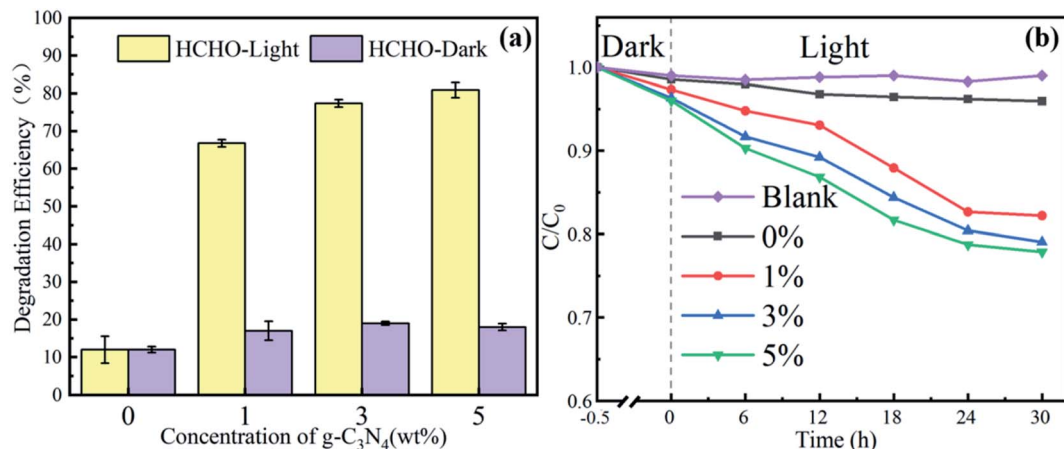 (a)
HCHO-Light HCHO-Dark
100
90
80
70
60
50
40
30
20
10
0
Degradation Efficiency (%)
0 1 3 5
Concentration of g-C₃N₄(wt%)
(b)
Dark Light
1.0
0.9
0.8
0.7
0.6
C/C₀
Blank
0%
1%
3%
5%
-0.5 0 6 12 18 24 30
Time (h)